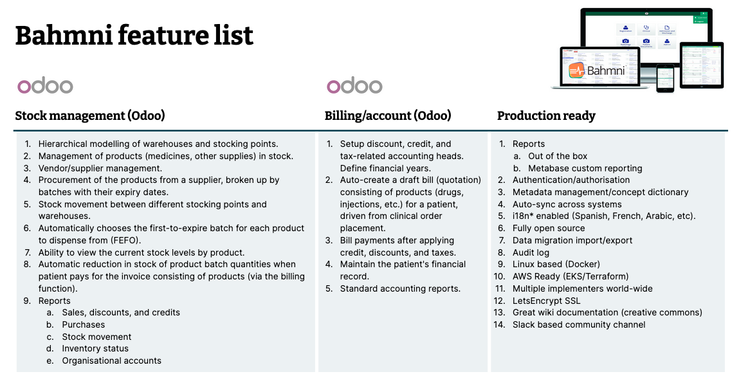 Bahmni feature list
Bahmni
odoo
Stock management (Odoo)
1. Hierarchical modelling of warehouses and stocking points.
2. Management of products (medicines, other supplies) in stock.
3. Vendor/supplier management.
4. Procurement of the products from a supplier, broken up by
batches with their expiry dates.
5. Stock movement between different stocking points and
warehouses.
6. Automatically chooses the first-to-expire batch for each product
to dispense from (FEFO).
7. Ability to view the current stock levels by product.
8. Automatic reduction in stock of product batch quantities when
patient pays for the invoice consisting of products (via the billing
function).
9. Reports
a. Sales, discounts, and credits
b. Purchases
c. Stock movement
d. Inventory status
e. Organisational accounts
odoo
Billing/account (Odoo)
1. Setup discount, credit, and
tax-related accounting heads.
Define financial years.
2. Auto-create a draft bill (quotation)
consisting of products (drugs,
injections, etc.) for a patient,
driven from clinical order
placement.
3. Bill payments after applying
credit, discounts, and taxes.
4. Maintain the patient's financial
record.
5. Standard accounting reports.
Production ready
1. Reports
a. Out of the box
b. Metabase custom reporting
2. Authentication/authorisation
3. Metadata management/concept dictionary
4. Auto-sync across systems
5. i18n* enabled (Spanish, French, Arabic, etc).
6. Fully open source
7. Data migration import/export
8. Audit log
9. Linux based (Docker)
10. AWS Ready (EKS/Terraform)
11. Multiple implementers world-wide
12. LetsEncrypt SSL
13. Great wiki documentation (creative commons)
14. Slack based community channel